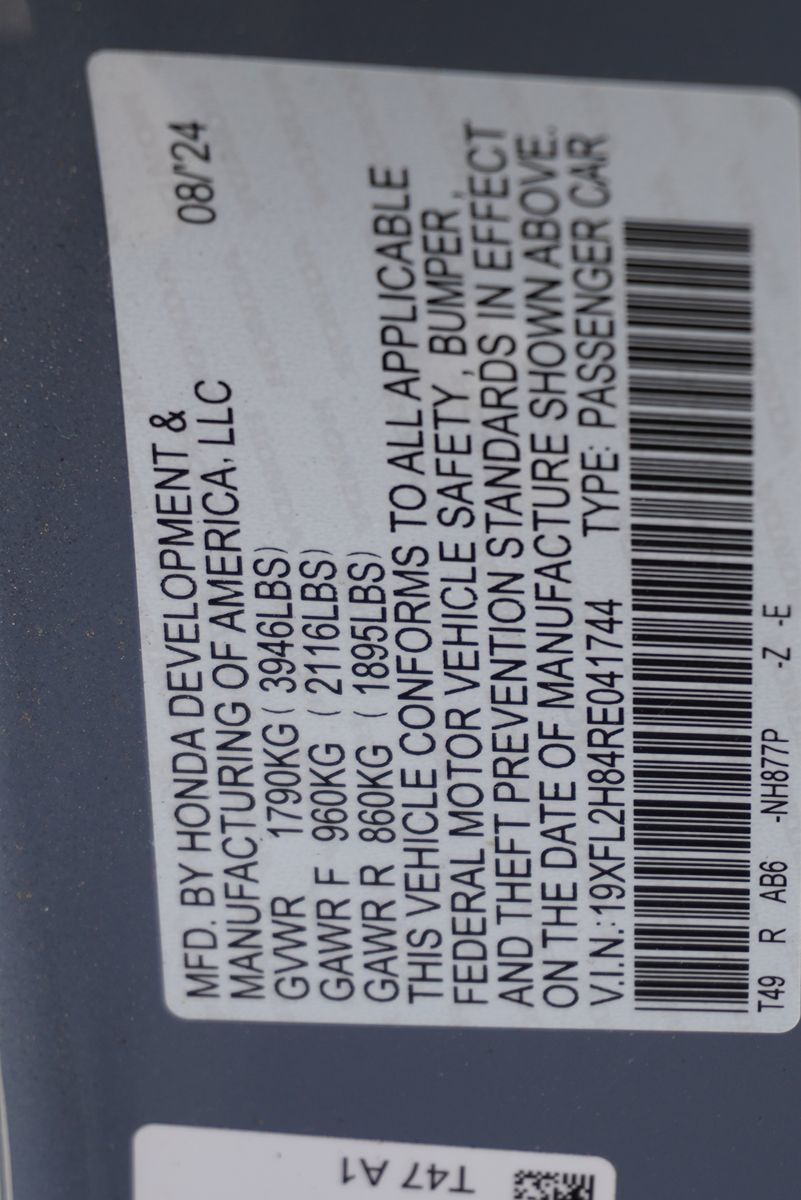 08/'24
MFD. BY HONDA DEVELOPMENT &
MANUFACTURING OF AMERICA, LLC
GVWR 1790KG ( 3946LBS)
GAWR F 960KG ( 2116LBS)
GAWR R 860KG ( 1895LBS)
THIS VEHICLE CONFORMS TO ALL APPLICABLE
FEDERAL MOTOR VEHICLE SAFETY , BUMPER ,
AND THEFT PREVENTION STANDARDS IN EFFECT
ON THE DATE OF MANUFACTURE SHOWN ABOVE.
V.I.N.:19XFL2H84RE041744 TYPE: PASSENGER CAR
T49 R AB6 -NH877P -Z -E
T47 A1